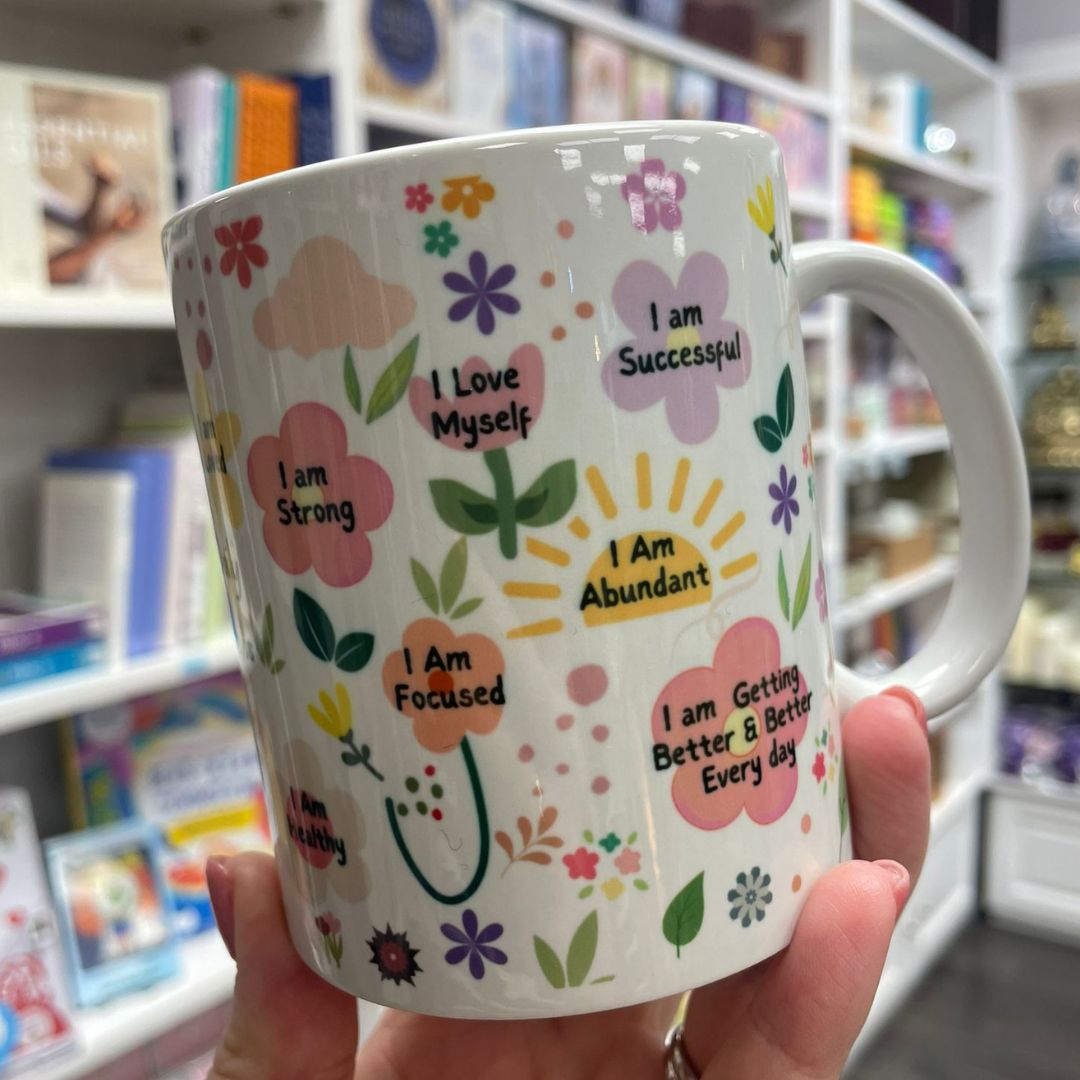 I am
Successful
I Love
Myself
I am
Strong
I Am
Abundant
I Am
Focused
I am Getting
Better & Better
Every day
I Am
healthy